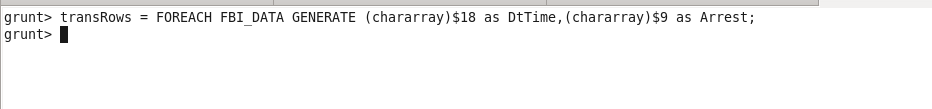 grunt> transRows = FOREACH FBI_DATA GENERATE (chararray)$18 as DtTime,(chararray)$9 as Arrest;
grunt>